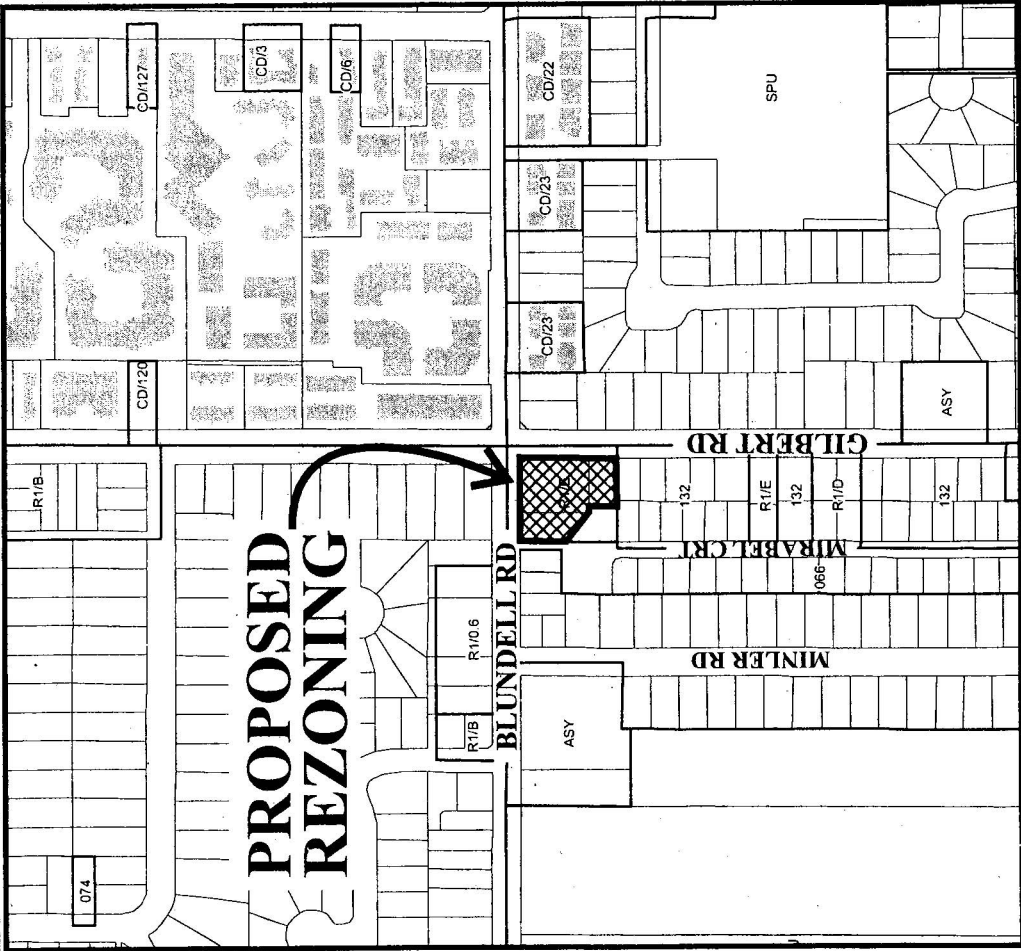 CD/127
CD/3
CD/6
CD/22
SPU
CD/23
CD/23
CD/120
ASY
R1/B
GILBERT RD
132
R1/E
132
R1/D
132
PROPOSED
REZONING
MIRABEL CRT
066
BLUNDELL RD
R1/0.6
R1/B
MINLER RD
ASY
074